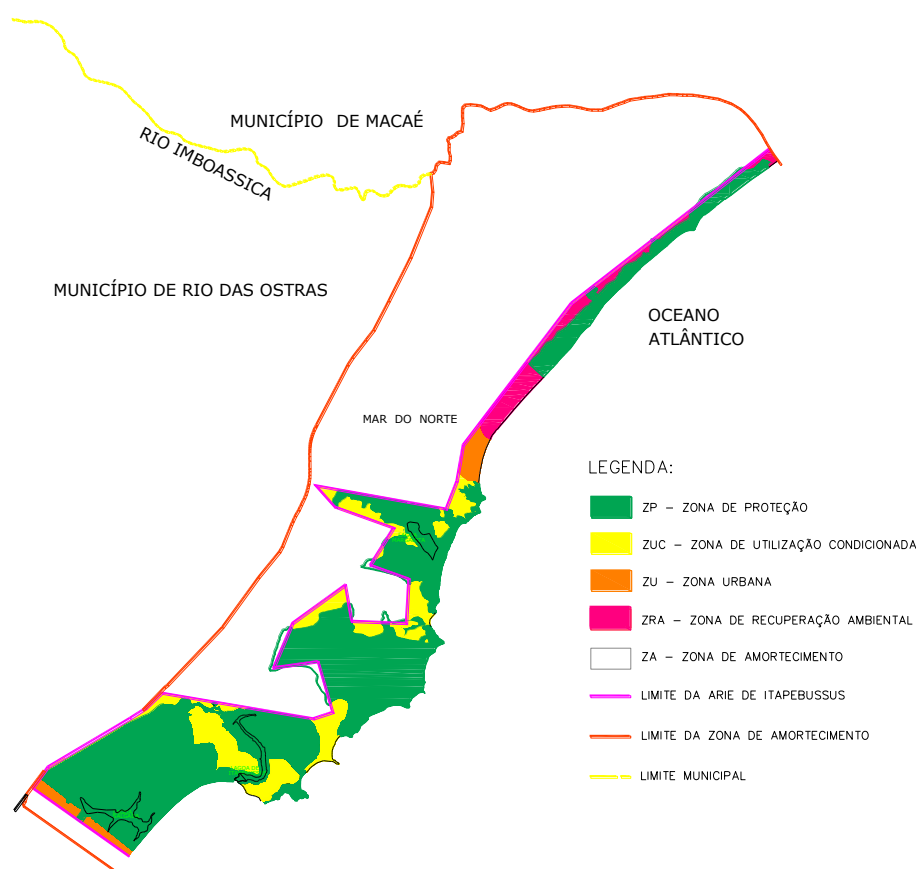 MUNICÍPIO DE MACAÉ
RIO IMBOASSICA
MUNICÍPIO DE RIO DAS OSTRAS
OCEANO
ATLÂNTICO
MAR DO NORTE
LEGENDA:
ZP – ZONA DE PROTEÇÃO
ZUC – ZONA DE UTILIZAÇÃO CONDICIONADA
ZU – ZONA URBANA
ZRA – ZONA DE RECUPERAÇÃO AMBIENTAL
ZA – ZONA DE AMORTECIMENTO
LIMITE DA ARIE DE ITAPEBUSSUS
LIMITE DA ZONA DE AMORTECIMENTO
LIMITE MUNICIPAL